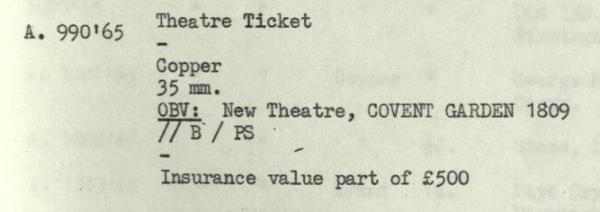 Theatre Ticket
A. 990'65
-
Copper
35 mm.
OBV: New Theatre, COVENT GARDEN 1809
// B / PS
-
Insurance value part of £500